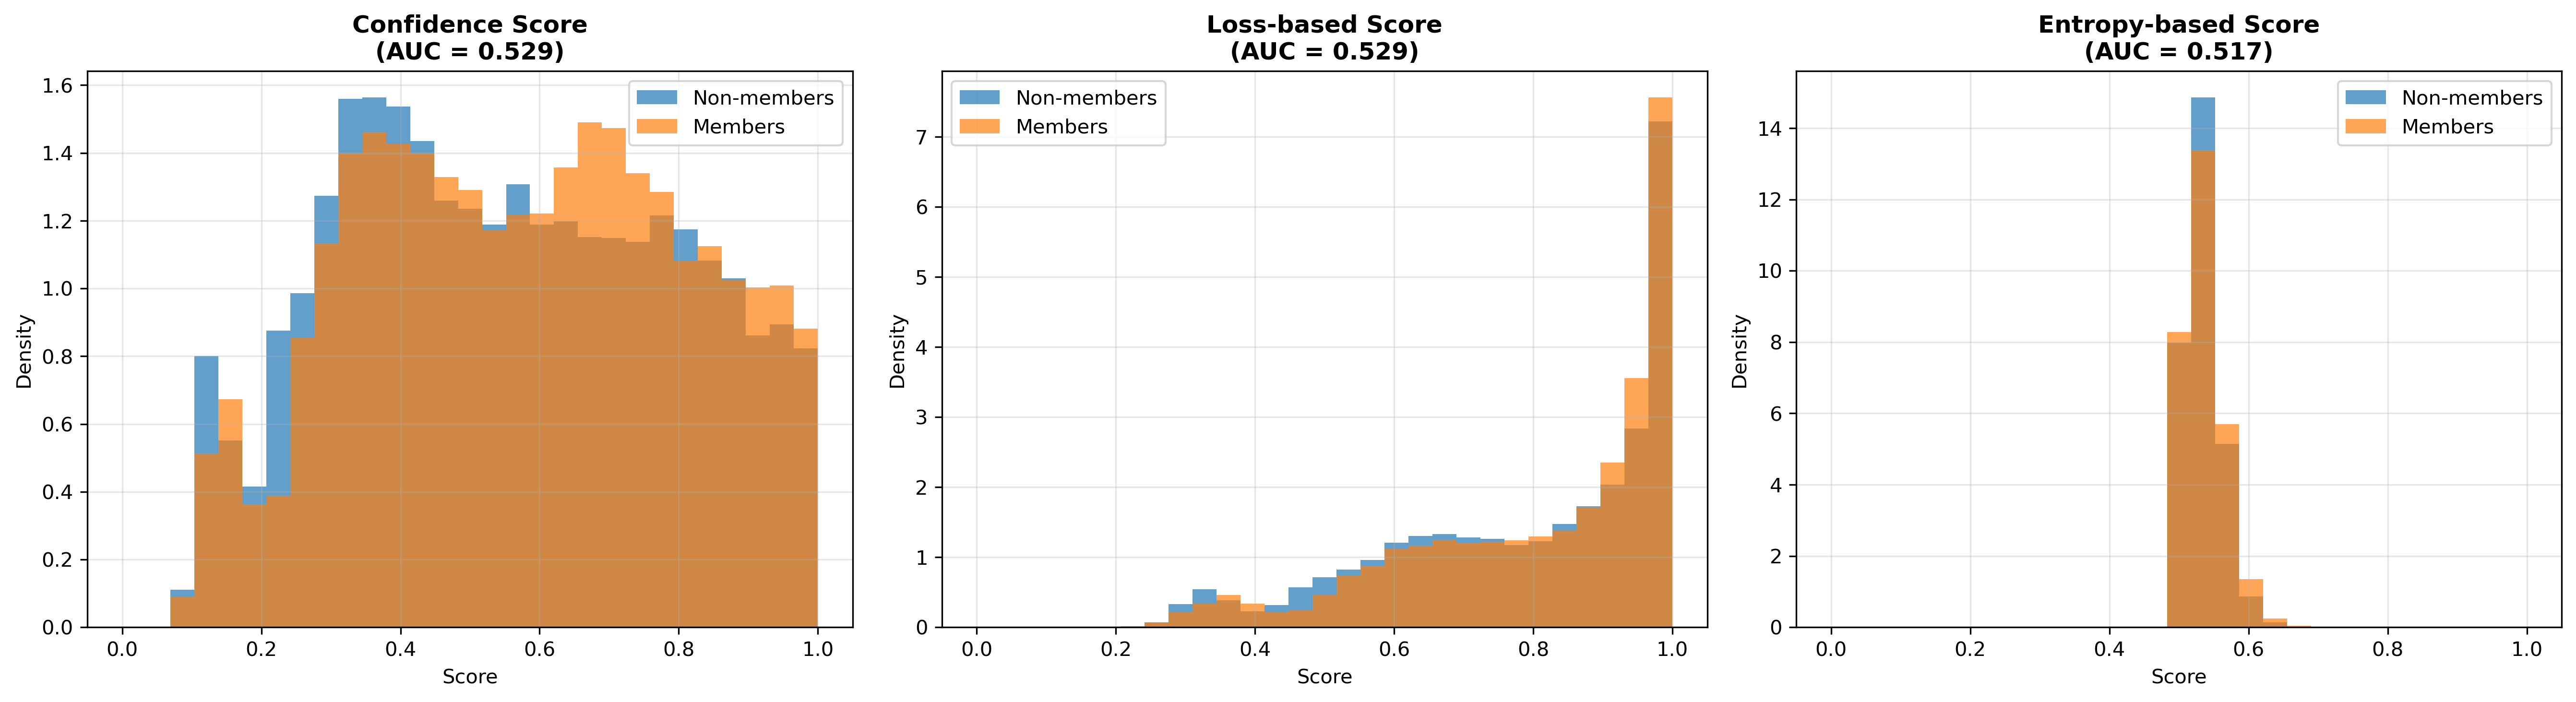 Confidence Score
(AUC = 0.529)
1.6
1.4
1.2
1.0
0.8
0.6
0.4
0.2
0.0
Density
Non-members
Members
0.0 0.2 0.4 0.6 0.8 1.0
Score
Loss-based Score
(AUC = 0.529)
7
6
5
4
3
2
1
0
Density
Non-members
Members
0.0 0.2 0.4 0.6 0.8 1.0
Score
Entropy-based Score
(AUC = 0.517)
14
12
10
8
6
4
2
0
Density
Non-members
Members
0.0 0.2 0.4 0.6 0.8 1.0
Score